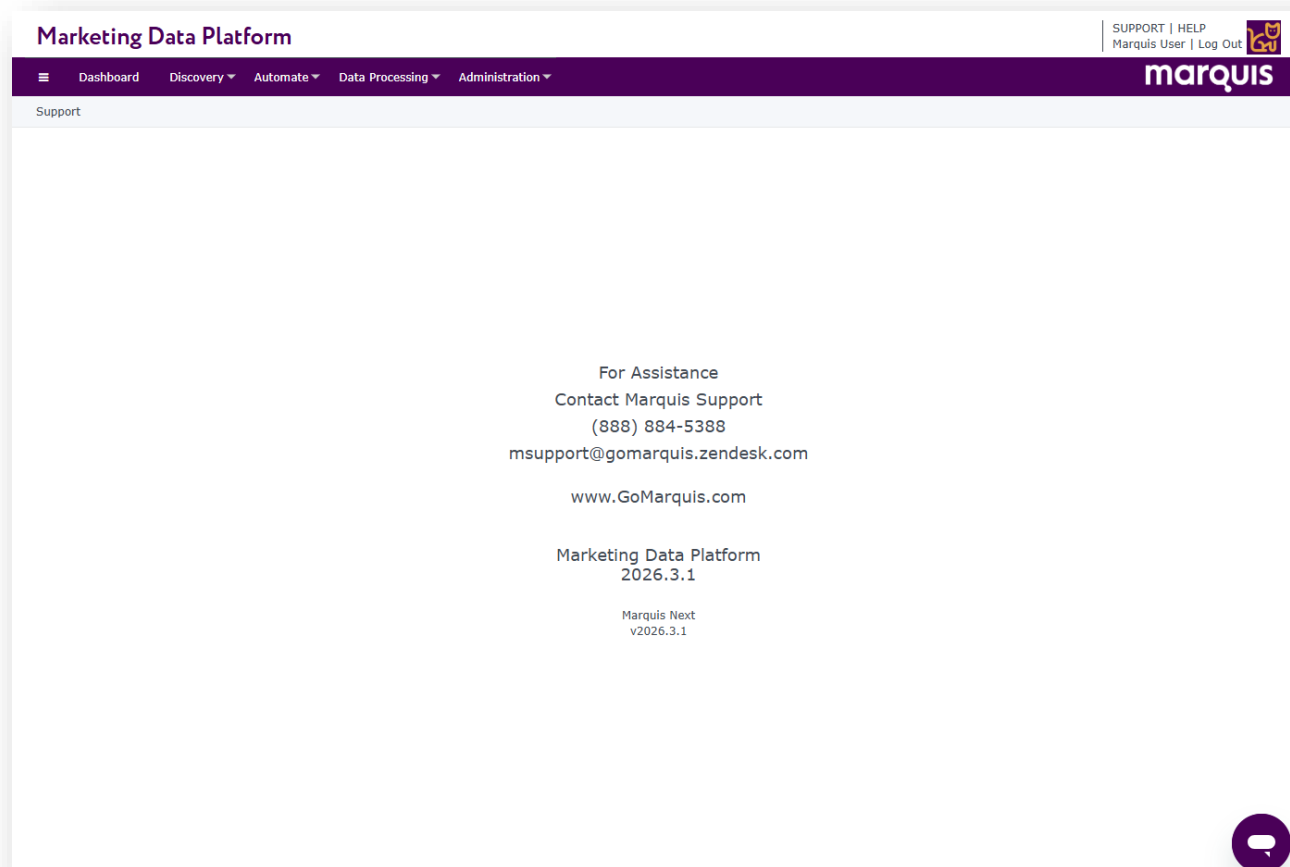 Marketing Data Platform
SUPPORT | HELP
Marquis User | Log Out
Dashboard Discovery Automate Data Processing Administration
marquis
Support
For Assistance
Contact Marquis Support
(888) 884-5388
msupport@gomarquis.zendesk.com
www.GoMarquis.com
Marketing Data Platform
2026.3.1
Marquis Next
v2026.3.1